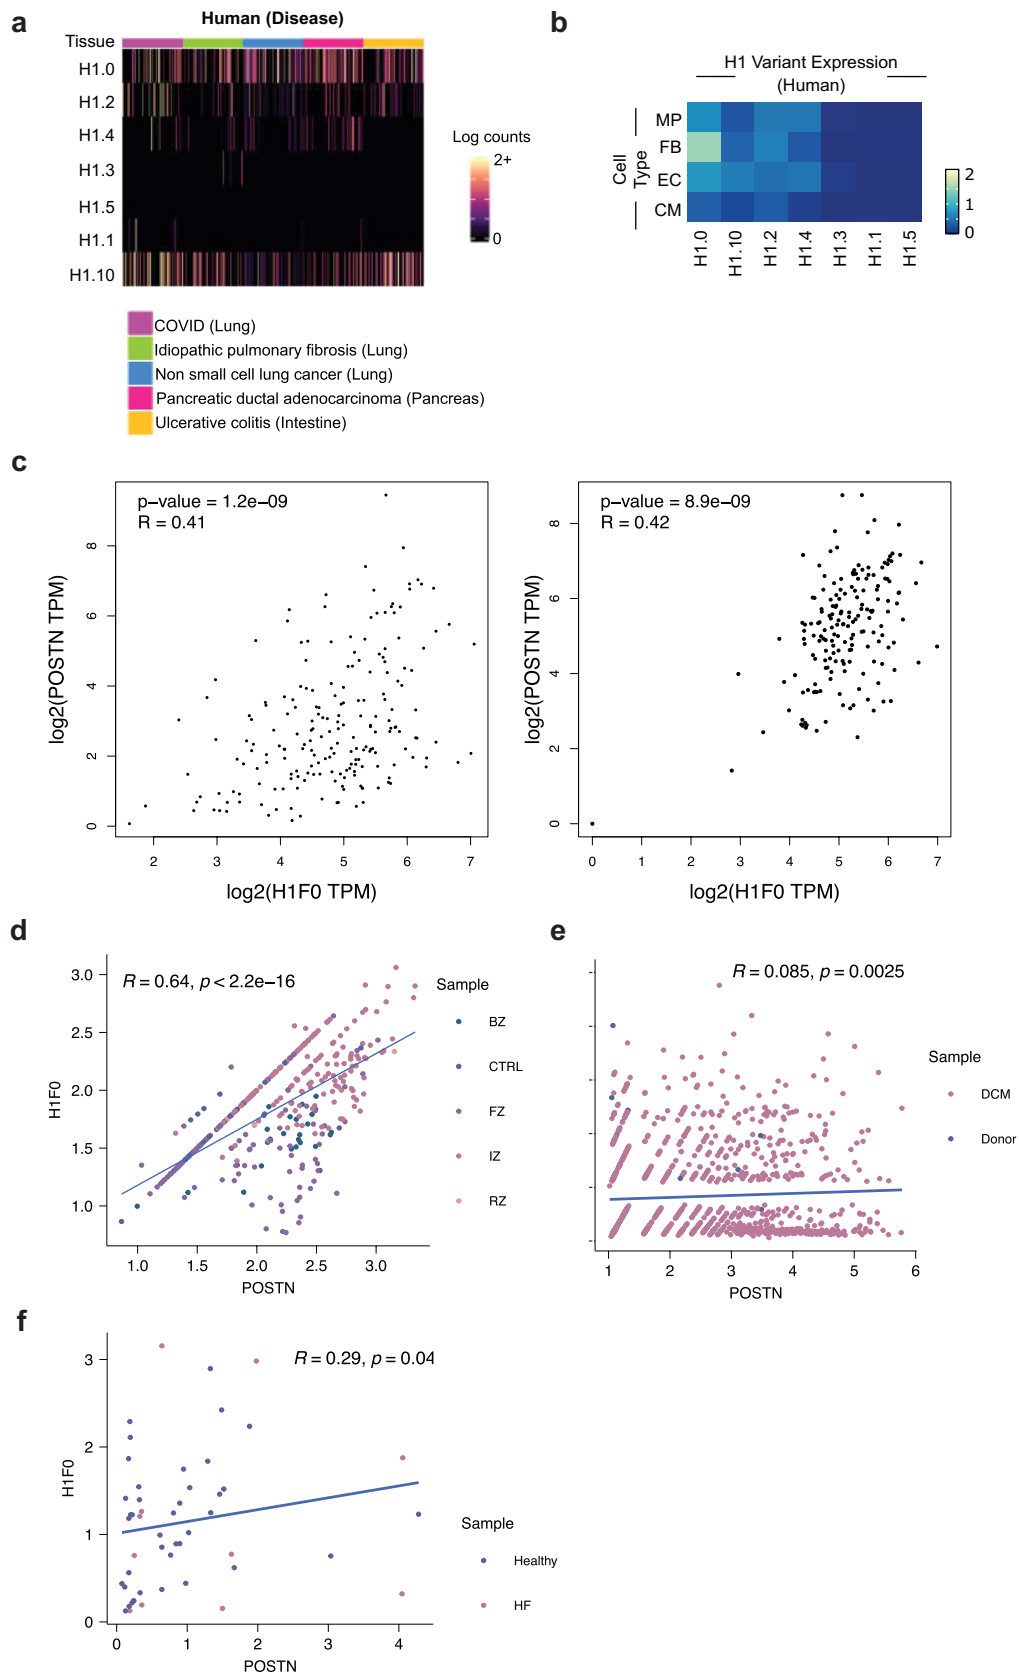 a
Human (Disease)
Tissue
H1.0
H1.2
H1.4
H1.3
H1.5
H1.1
H1.10
Log counts
2+
0
COVID (Lung)
Idiopathic pulmonary fibrosis (Lung)
Non small cell lung cancer (Lung)
Pancreatic ductal adenocarcinoma (Pancreas)
Ulcerative colitis (Intestine)
b
H1 Variant Expression
(Human)
Cell
Type
MP
FB
EC
CM
H1.0
H1.10
H1.2
H1.4
H1.3
H1.1
H1.5
2
1
0
c
p-value = 1.2e-09
R = 0.41
log2(POSTN TPM)
8
6
4
2
0
2 3 4 5 6 7
log2(H1F0 TPM)
p-value = 8.9e-09
R = 0.42
log2(POSTN TPM)
8
6
4
2
0
0 1 2 3 4 5 6 7
log2(H1F0 TPM)
d
R = 0.64, p < 2.2e-16
H1F0
3.0
2.5
2.0
1.5
1.0
1.0 1.5 2.0 2.5 3.0
POSTN
Sample
BZ
CTRL
FZ
IZ
RZ
e
R = 0.085, p = 0.0025
1 2 3 4 5 6
POSTN
Sample
DCM
Donor
f
R = 0.29, p = 0.04
H1F0
3
2
1
0
0 1 2 3 4
POSTN
Sample
Healthy
HF